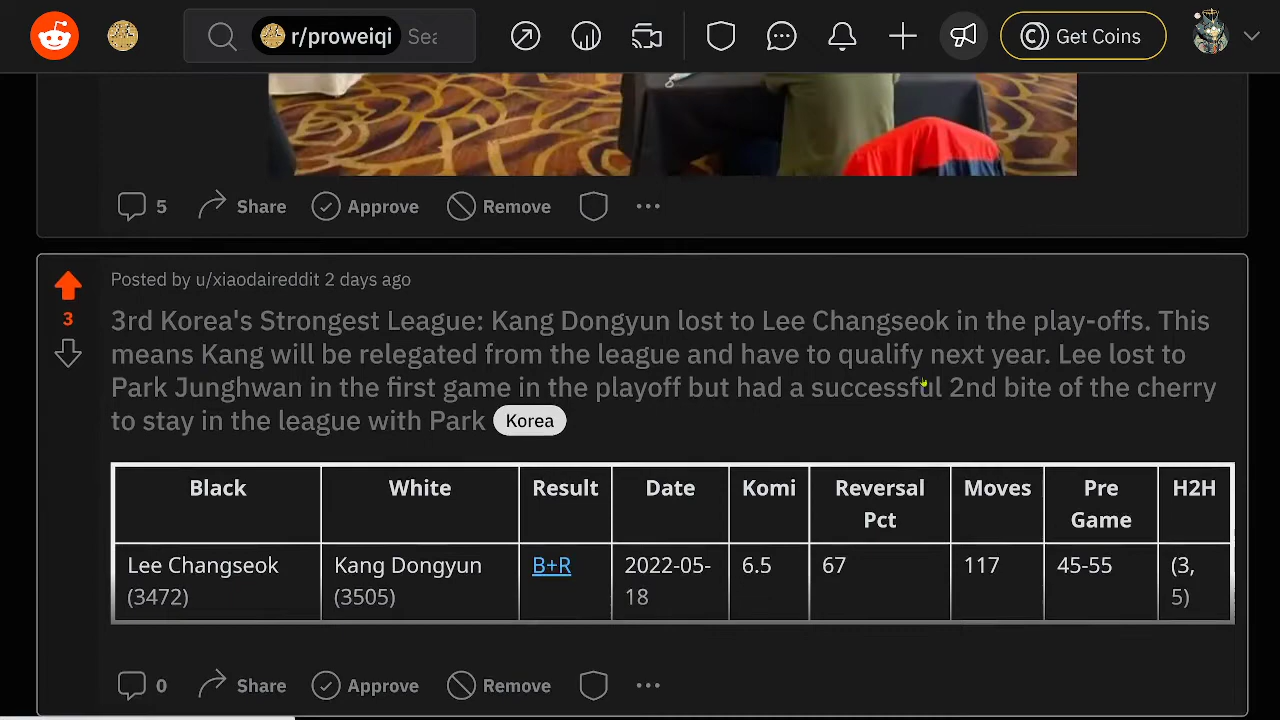 r/proweiqi Sea
Get Coins
5 Share Approve Remove
Posted by u/xiaodaireddit 2 days ago
3
3rd Korea's Strongest League: Kang Dongyun lost to Lee Changseok in the play-offs. This
means Kang will be relegated from the league and have to qualify next year. Lee lost to
Park Junghwan in the first game in the playoff but had a successful 2nd bite of the cherry
to stay in the league with Park Korea
Black White Result Date Komi Reversal Pct Moves Pre Game H2H
Lee Changseok (3472) Kang Dongyun (3505) B+R 2022-05-18 6.5 67 117 45-55 (3, 5)
0 Share Approve Remove